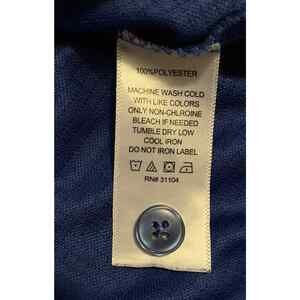 100%POLYESTER
MACHINE WASH COLD
WITH LIKE COLORS
ONLY NON-CHLROINE
BLEACH IF NEEDED
TUMBLE DRY LOW
COOL IRON
DO NOT IRON LABEL
RN# 31104